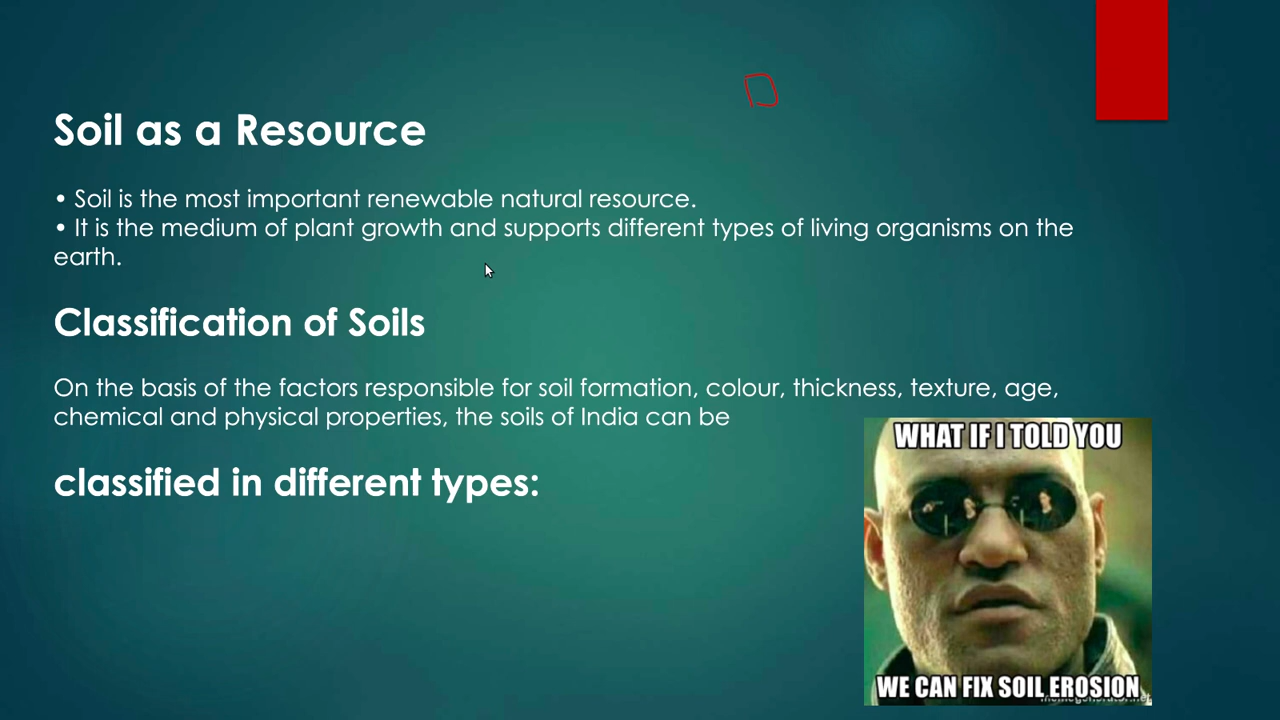 Soil as a Resource
• Soil is the most important renewable natural resource.
• It is the medium of plant growth and supports different types of living organisms on the
earth.
Classification of Soils
On the basis of the factors responsible for soil formation, colour, thickness, texture, age,
chemical and physical properties, the soils of India can be
classified in different types:
WHAT IF I TOLD YOU
WE CAN FIX SOIL EROSION
memegenerator.net